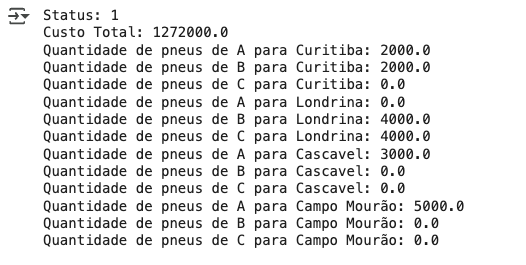 Status: 1
Custo Total: 1272000.0
Quantidade de pneus de A para Curitiba: 2000.0
Quantidade de pneus de B para Curitiba: 2000.0
Quantidade de pneus de C para Curitiba: 0.0
Quantidade de pneus de A para Londrina: 0.0
Quantidade de pneus de B para Londrina: 4000.0
Quantidade de pneus de C para Londrina: 4000.0
Quantidade de pneus de A para Cascavel: 3000.0
Quantidade de pneus de B para Cascavel: 0.0
Quantidade de pneus de C para Cascavel: 0.0
Quantidade de pneus de A para Campo Mourão: 5000.0
Quantidade de pneus de B para Campo Mourão: 0.0
Quantidade de pneus de C para Campo Mourão: 0.0